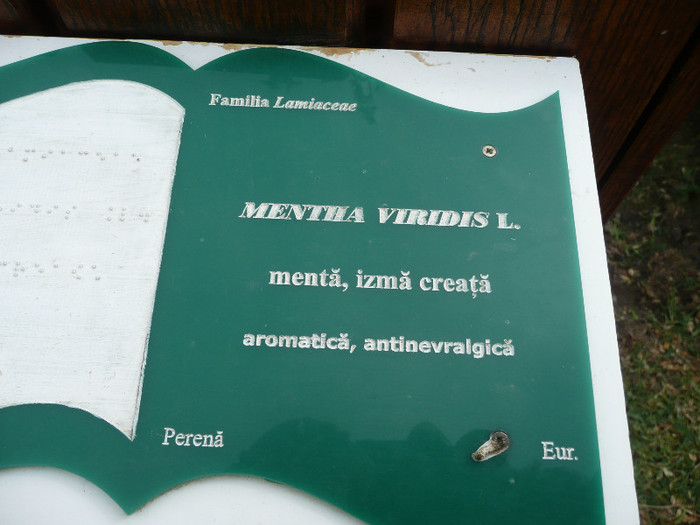 Familia Lamiaceae
MENTHA VIRIDIS L.
mentă, izmă creață
aromatică, antinevralgică
Perenă
Eur.